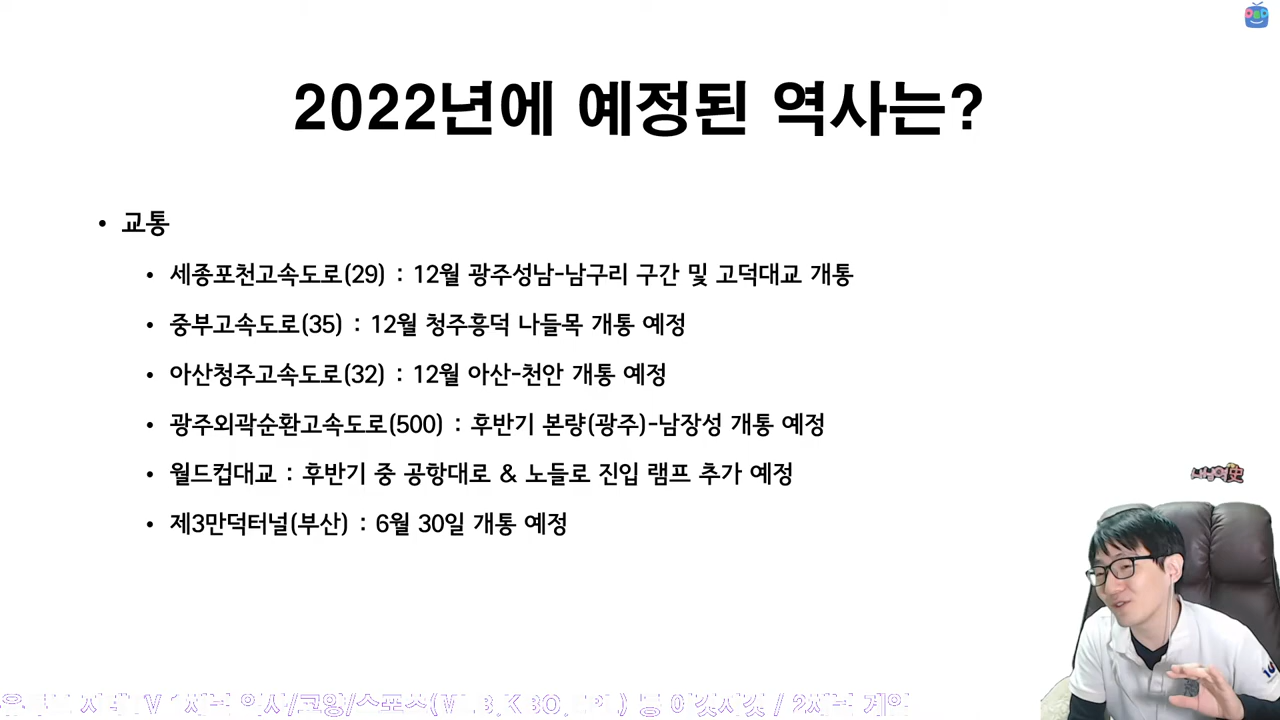 2022년에 예정된 역사는?
• 교통
• 세종포천고속도로(29) : 12월 광주성남-남구리 구간 및 고덕대교 개통
• 중부고속도로(35) : 12월 청주흥덕 나들목 개통 예정
• 아산청주고속도로(32) : 12월 아산-천안 개통 예정
• 광주외곽순환고속도로(500) : 후반기 본량(광주)-남장성 개통 예정
• 월드컵대교 : 후반기 중 공항대로 & 노들로 진입 램프 추가 예정
• 제3만덕터널(부산) : 6월 30일 개통 예정